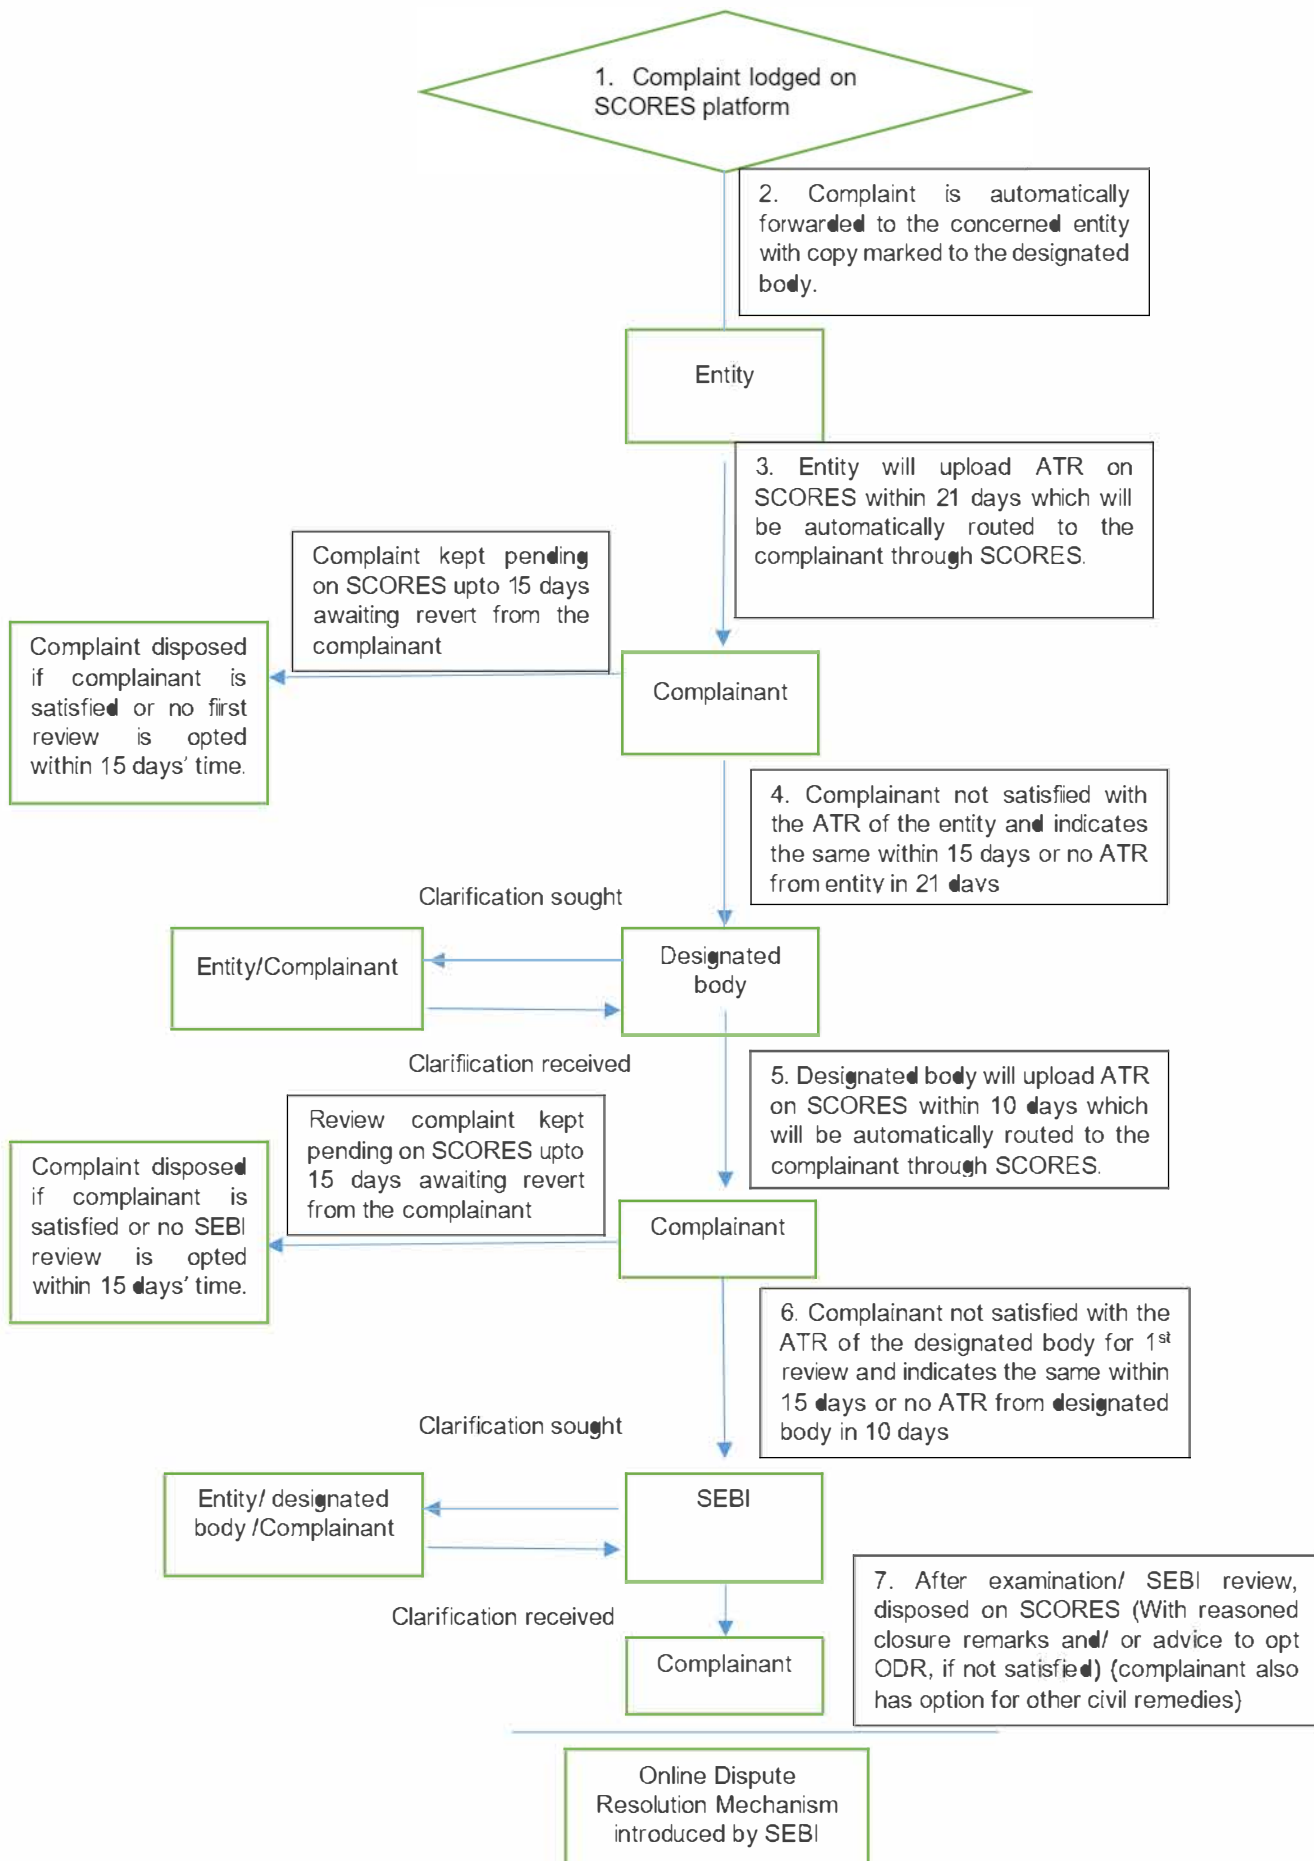 1. Complaint lodged on
SCORES platform
2. Complaint is automatically
forwarded to the concerned entity
with copy marked to the designated
body.
Entity
3. Entity will upload ATR on
SCORES within 21 days which will
be automatically routed to the
complainant through SCORES.
Complaint kept pending
on SCORES upto 15 days
awaiting revert from the
complainant
Complaint disposed
if complainant is
satisfied or no first
review is opted
within 15 days' time.
Complainant
4. Complainant not satisfied with
the ATR of the entity and indicates
the same within 15 days or no ATR
from entity in 21 days
Clarification sought
Entity/Complainant
Designated
body
Clarification received
5. Designated body will upload ATR
on SCORES within 10 days which
will be automatically routed to the
complainant through SCORES.
Review complaint kept
pending on SCORES upto
15 days awaiting revert
from the complainant
Complaint disposed
if complainant is
satisfied or no SEBI
review is opted
within 15 days' time.
Complainant
6. Complainant not satisfied with the
ATR of the designated body for 1st
review and indicates the same within
15 days or no ATR from designated
body in 10 days
Clarification sought
Entity/ designated
body /Complainant
SEBI
Clarification received
7. After examination/ SEBI review,
disposed on SCORES (With reasoned
closure remarks and/ or advice to opt
ODR, if not satisfied) (complainant also
has option for other civil remedies)
Complainant
Online Dispute
Resolution Mechanism
introduced by SEBI